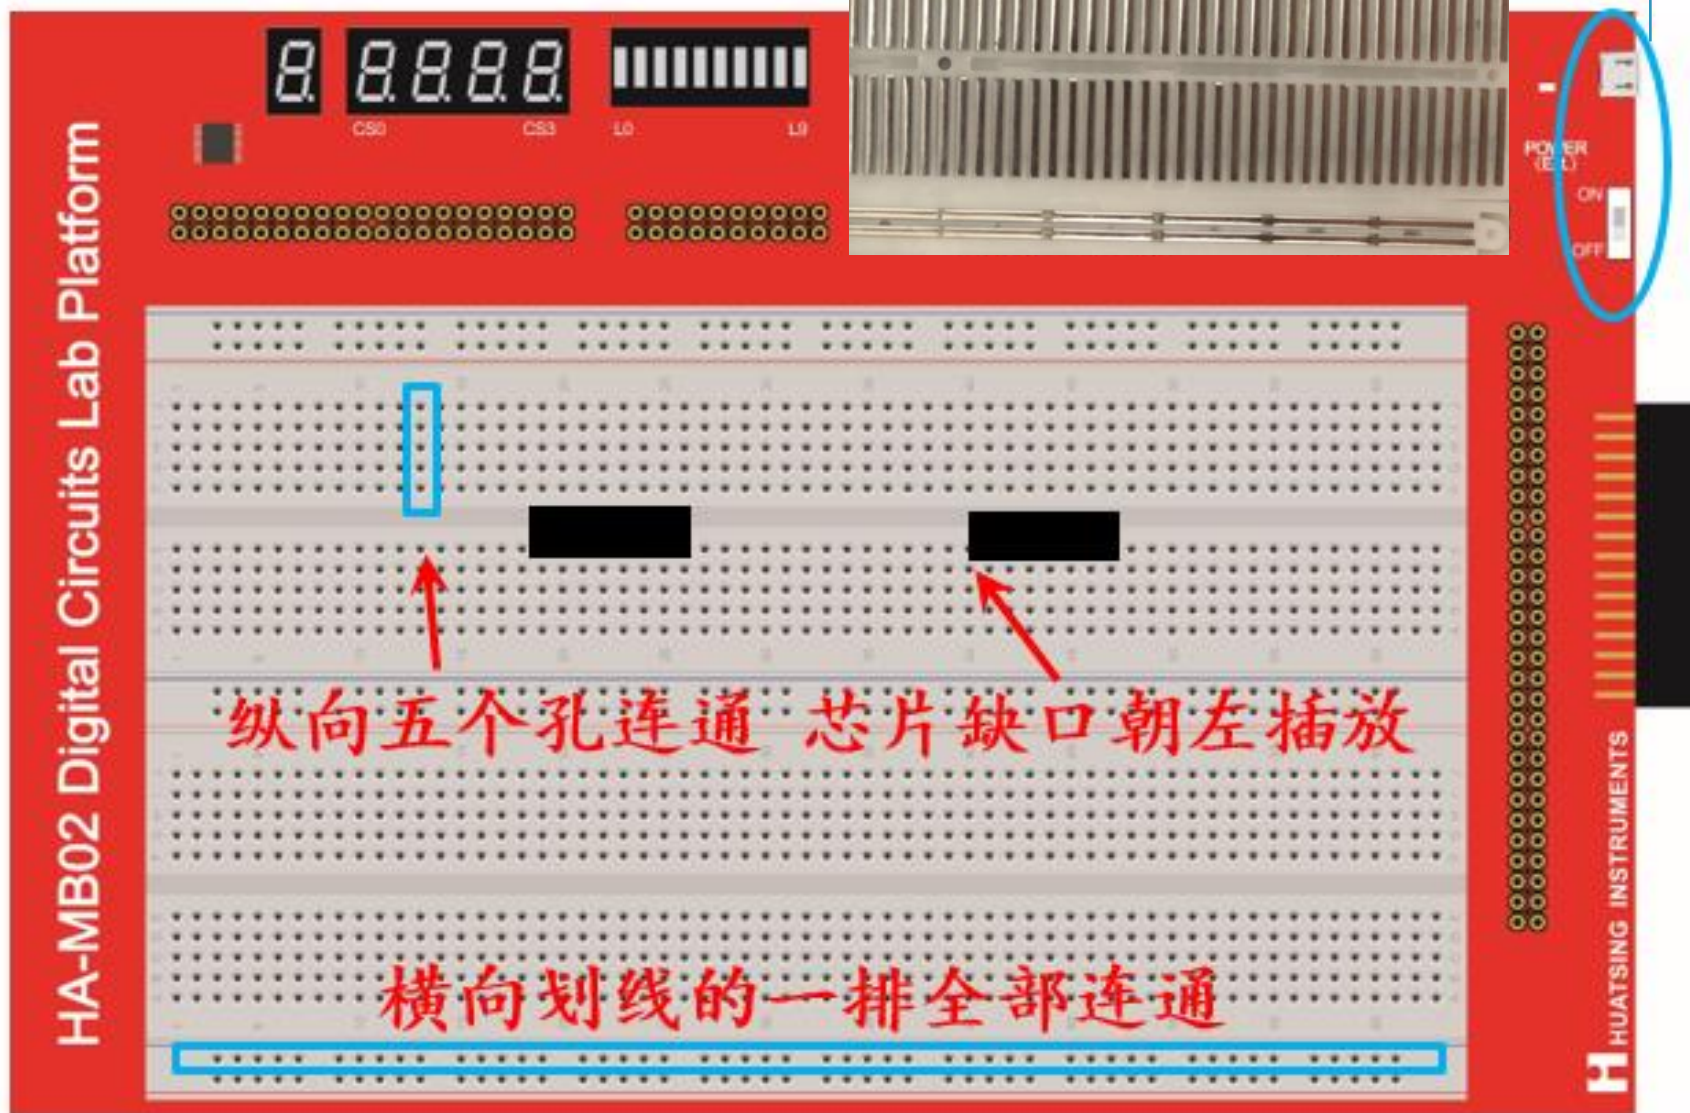 CS0
CS3
L0
L9
POWER
ON
OFF
HA-MB02 Digital Circuits Lab Platform
纵向五个孔连通
芯片缺口朝左插放
横向划线的一排全部连通
HUATSING INSTRUMENTS